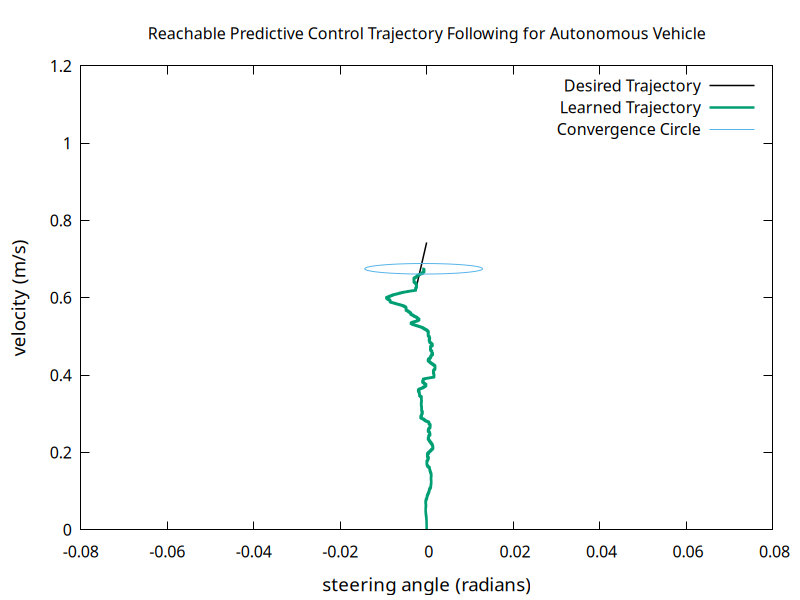 Reachable Predictive Control Trajectory Following for Autonomous Vehicle
Desired Trajectory
Learned Trajectory
Convergence Circle
1.2
1
0.8
0.6
0.4
0.2
0
velocity (m/s)
-0.08 -0.06 -0.04 -0.02 0 0.02 0.04 0.06 0.08
steering angle (radians)